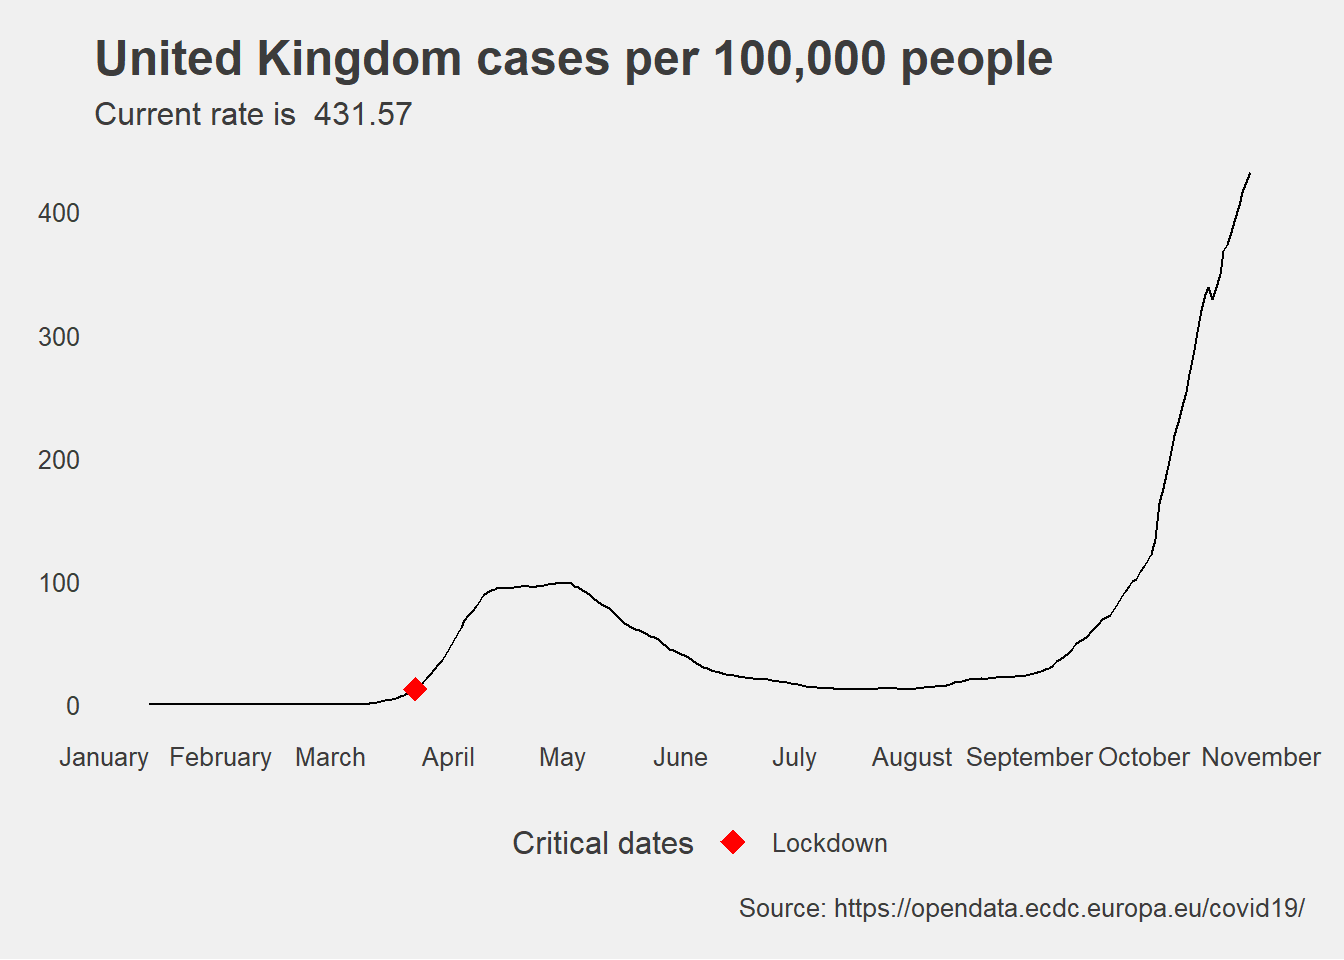 United Kingdom cases per 100,000 people
Current rate is  431.57
400
300
200
100
0
January February March April May June July August September October November
Critical dates Lockdown
Source: https://opendata.ecdc.europa.eu/covid19/